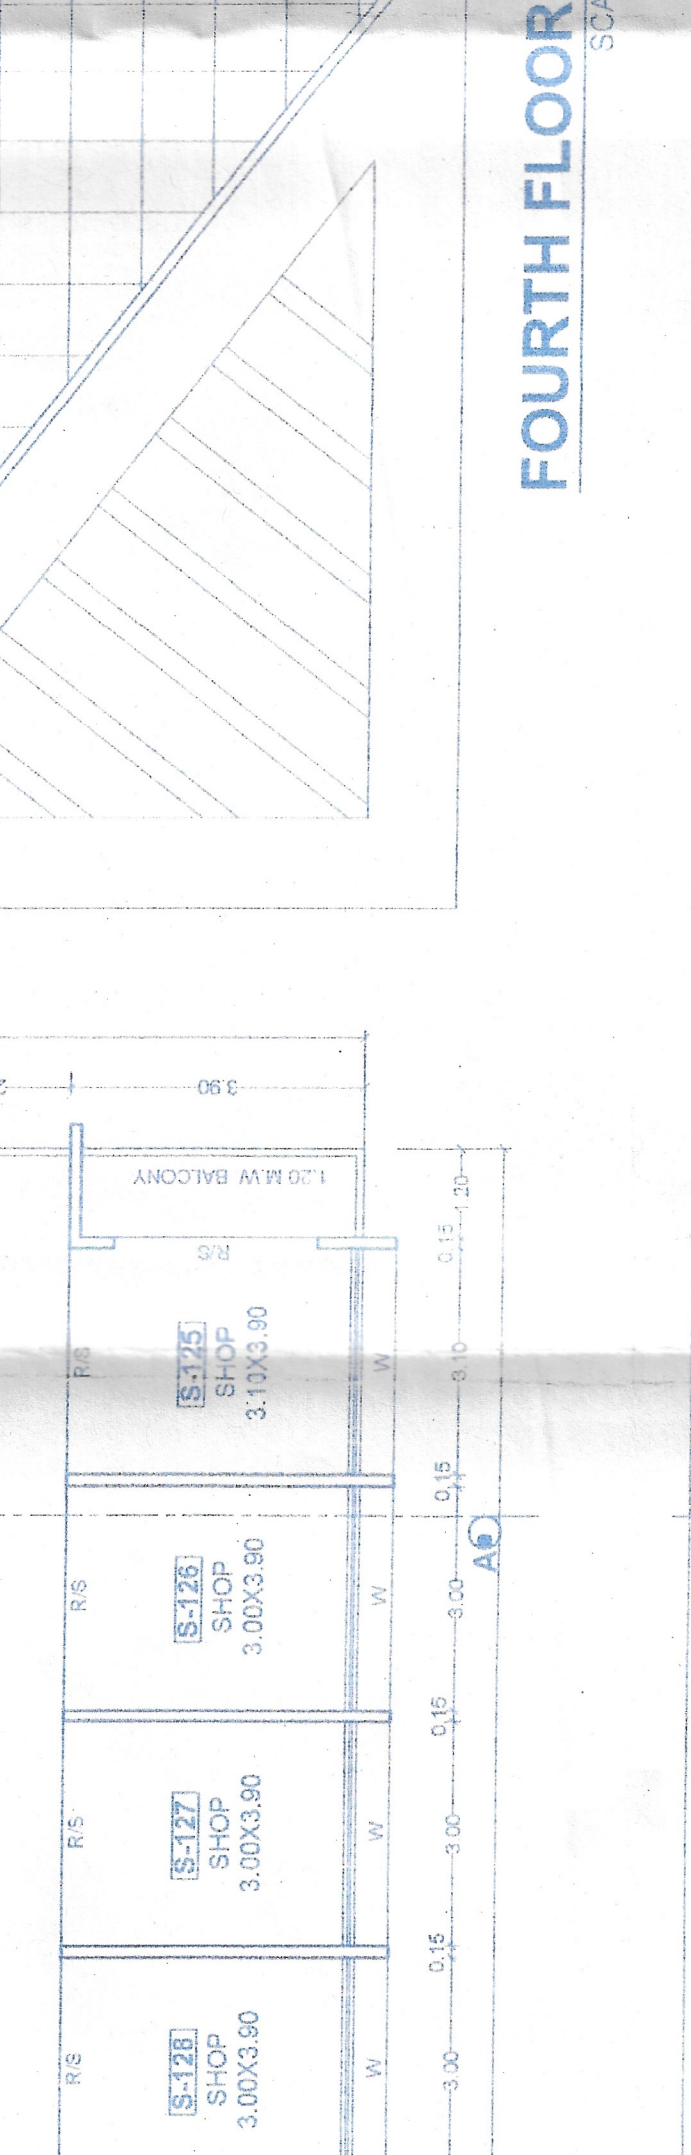 FOURTH FLOOR
SCA
3.90
1.20 M.W BALCONY
R/S
R/S
S-125
SHOP
3.10X3.90
W
R/S
S-126
SHOP
3.00X3.90
W
R/S
S-127
SHOP
3.00X3.90
W
R/S
S-128
SHOP
3.00X3.90
W
1.20
0.15
3.10
0.15
3.00
0.15
3.00
0.15
3.00
A